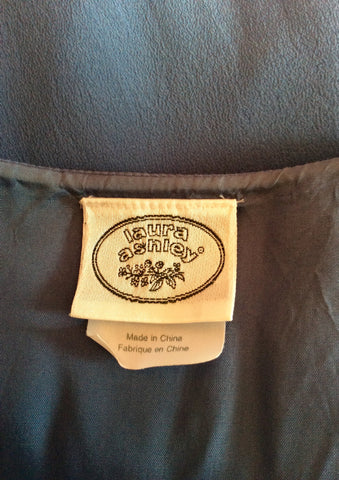 laura
ashley®
Made in China
Fabriqué en Chine